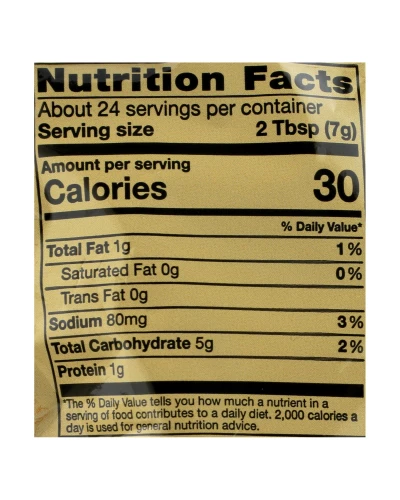 Nutrition Facts
About 24 servings per container
Serving size 2 Tbsp (7g)
Amount per serving
Calories 30
% Daily Value*
Total Fat 1g 1%
Saturated Fat 0g 0%
Trans Fat 0g
Sodium 80mg 3%
Total Carbohydrate 5g 2%
Protein 1g
*The % Daily Value tells you how much a nutrient in a
serving of food contributes to a daily diet. 2,000 calories a
day is used for general nutrition advice.